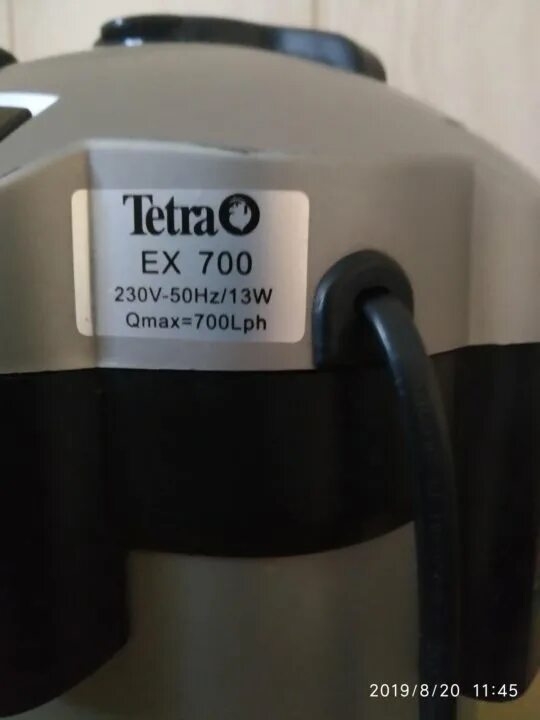 Tetra
EX 700
230V-50Hz/13W
Qmax=700Lph
2019/8/20 11:45